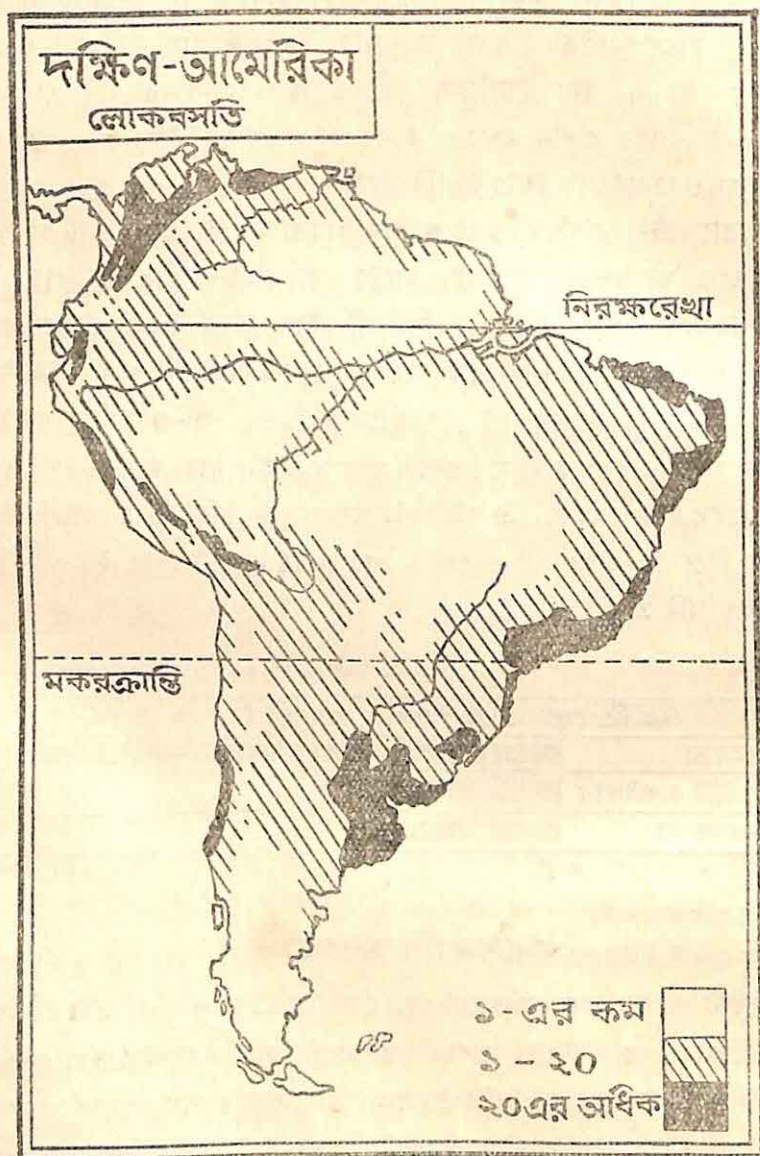 দক্ষিণ-আমেরিকা
লোকবসতি
নিরক্ষরেখা
মকরক্রান্তি
১-এর কম
১ - ২০
২০এর অধিক